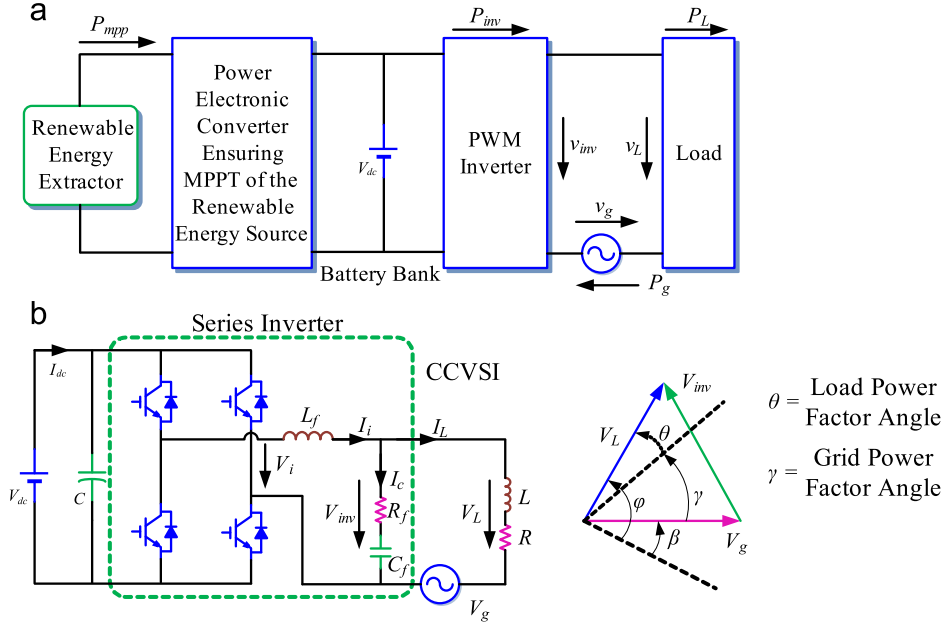 a
P_mpp
P_inv
P_L
Renewable
Energy
Extractor
Power
Electronic
Converter
Ensuring
MPPT of the
Renewable
Energy Source
V_dc
Battery Bank
PWM
Inverter
v_inv
v_L
v_g
P_g
Load
b
Series Inverter
CCVSI
I_dc
V_dc
C
L_f
I_i
I_L
V_i
I_c
V_inv
R_f
C_f
V_L
L
R
V_g
V_inv
V_L
θ
φ
γ
β
V_g
θ = Load Power
Factor Angle
γ = Grid Power
Factor Angle